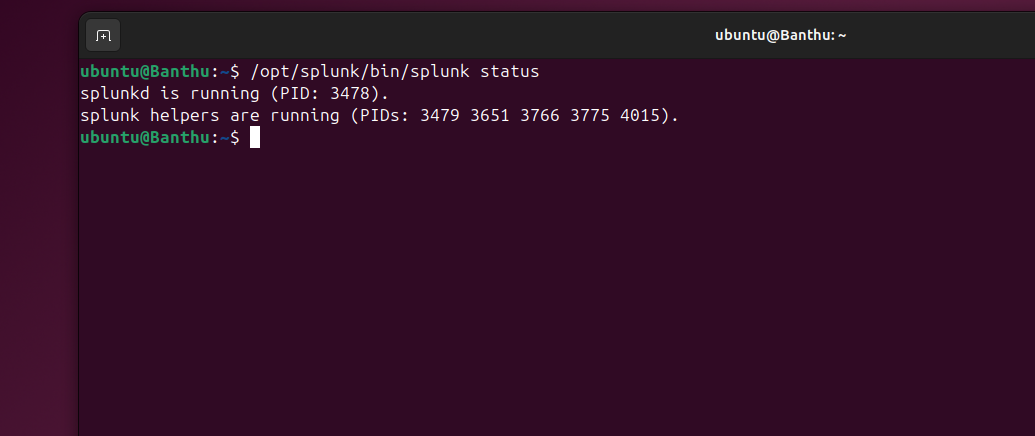 ubuntu@Banthu: ~
ubuntu@Banthu:~$ /opt/splunk/bin/splunk status
splunkd is running (PID: 3478).
splunk helpers are running (PIDs: 3479 3651 3766 3775 4015).
ubuntu@Banthu:~$